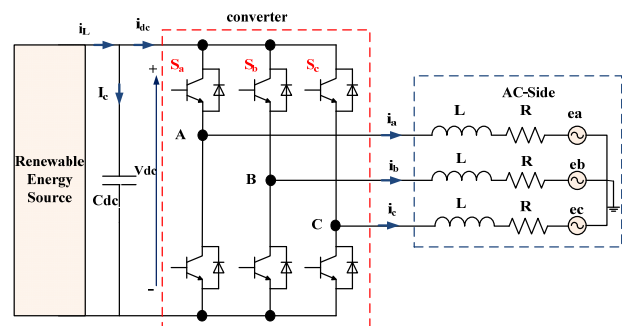 converter
iL
idc
+
Sa
Sb
Sc
AC-Side
Ic
ia
L
R
ea
A
Renewable
Energy
Source
Vdc
Cdc
B
ib
L
R
eb
C
ic
L
R
ec
-